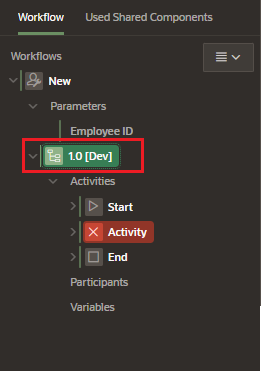 Workflow Used Shared Components
Workflows
New
Parameters
Employee ID
1.0 [Dev]
Activities
Start
Activity
End
Participants
Variables